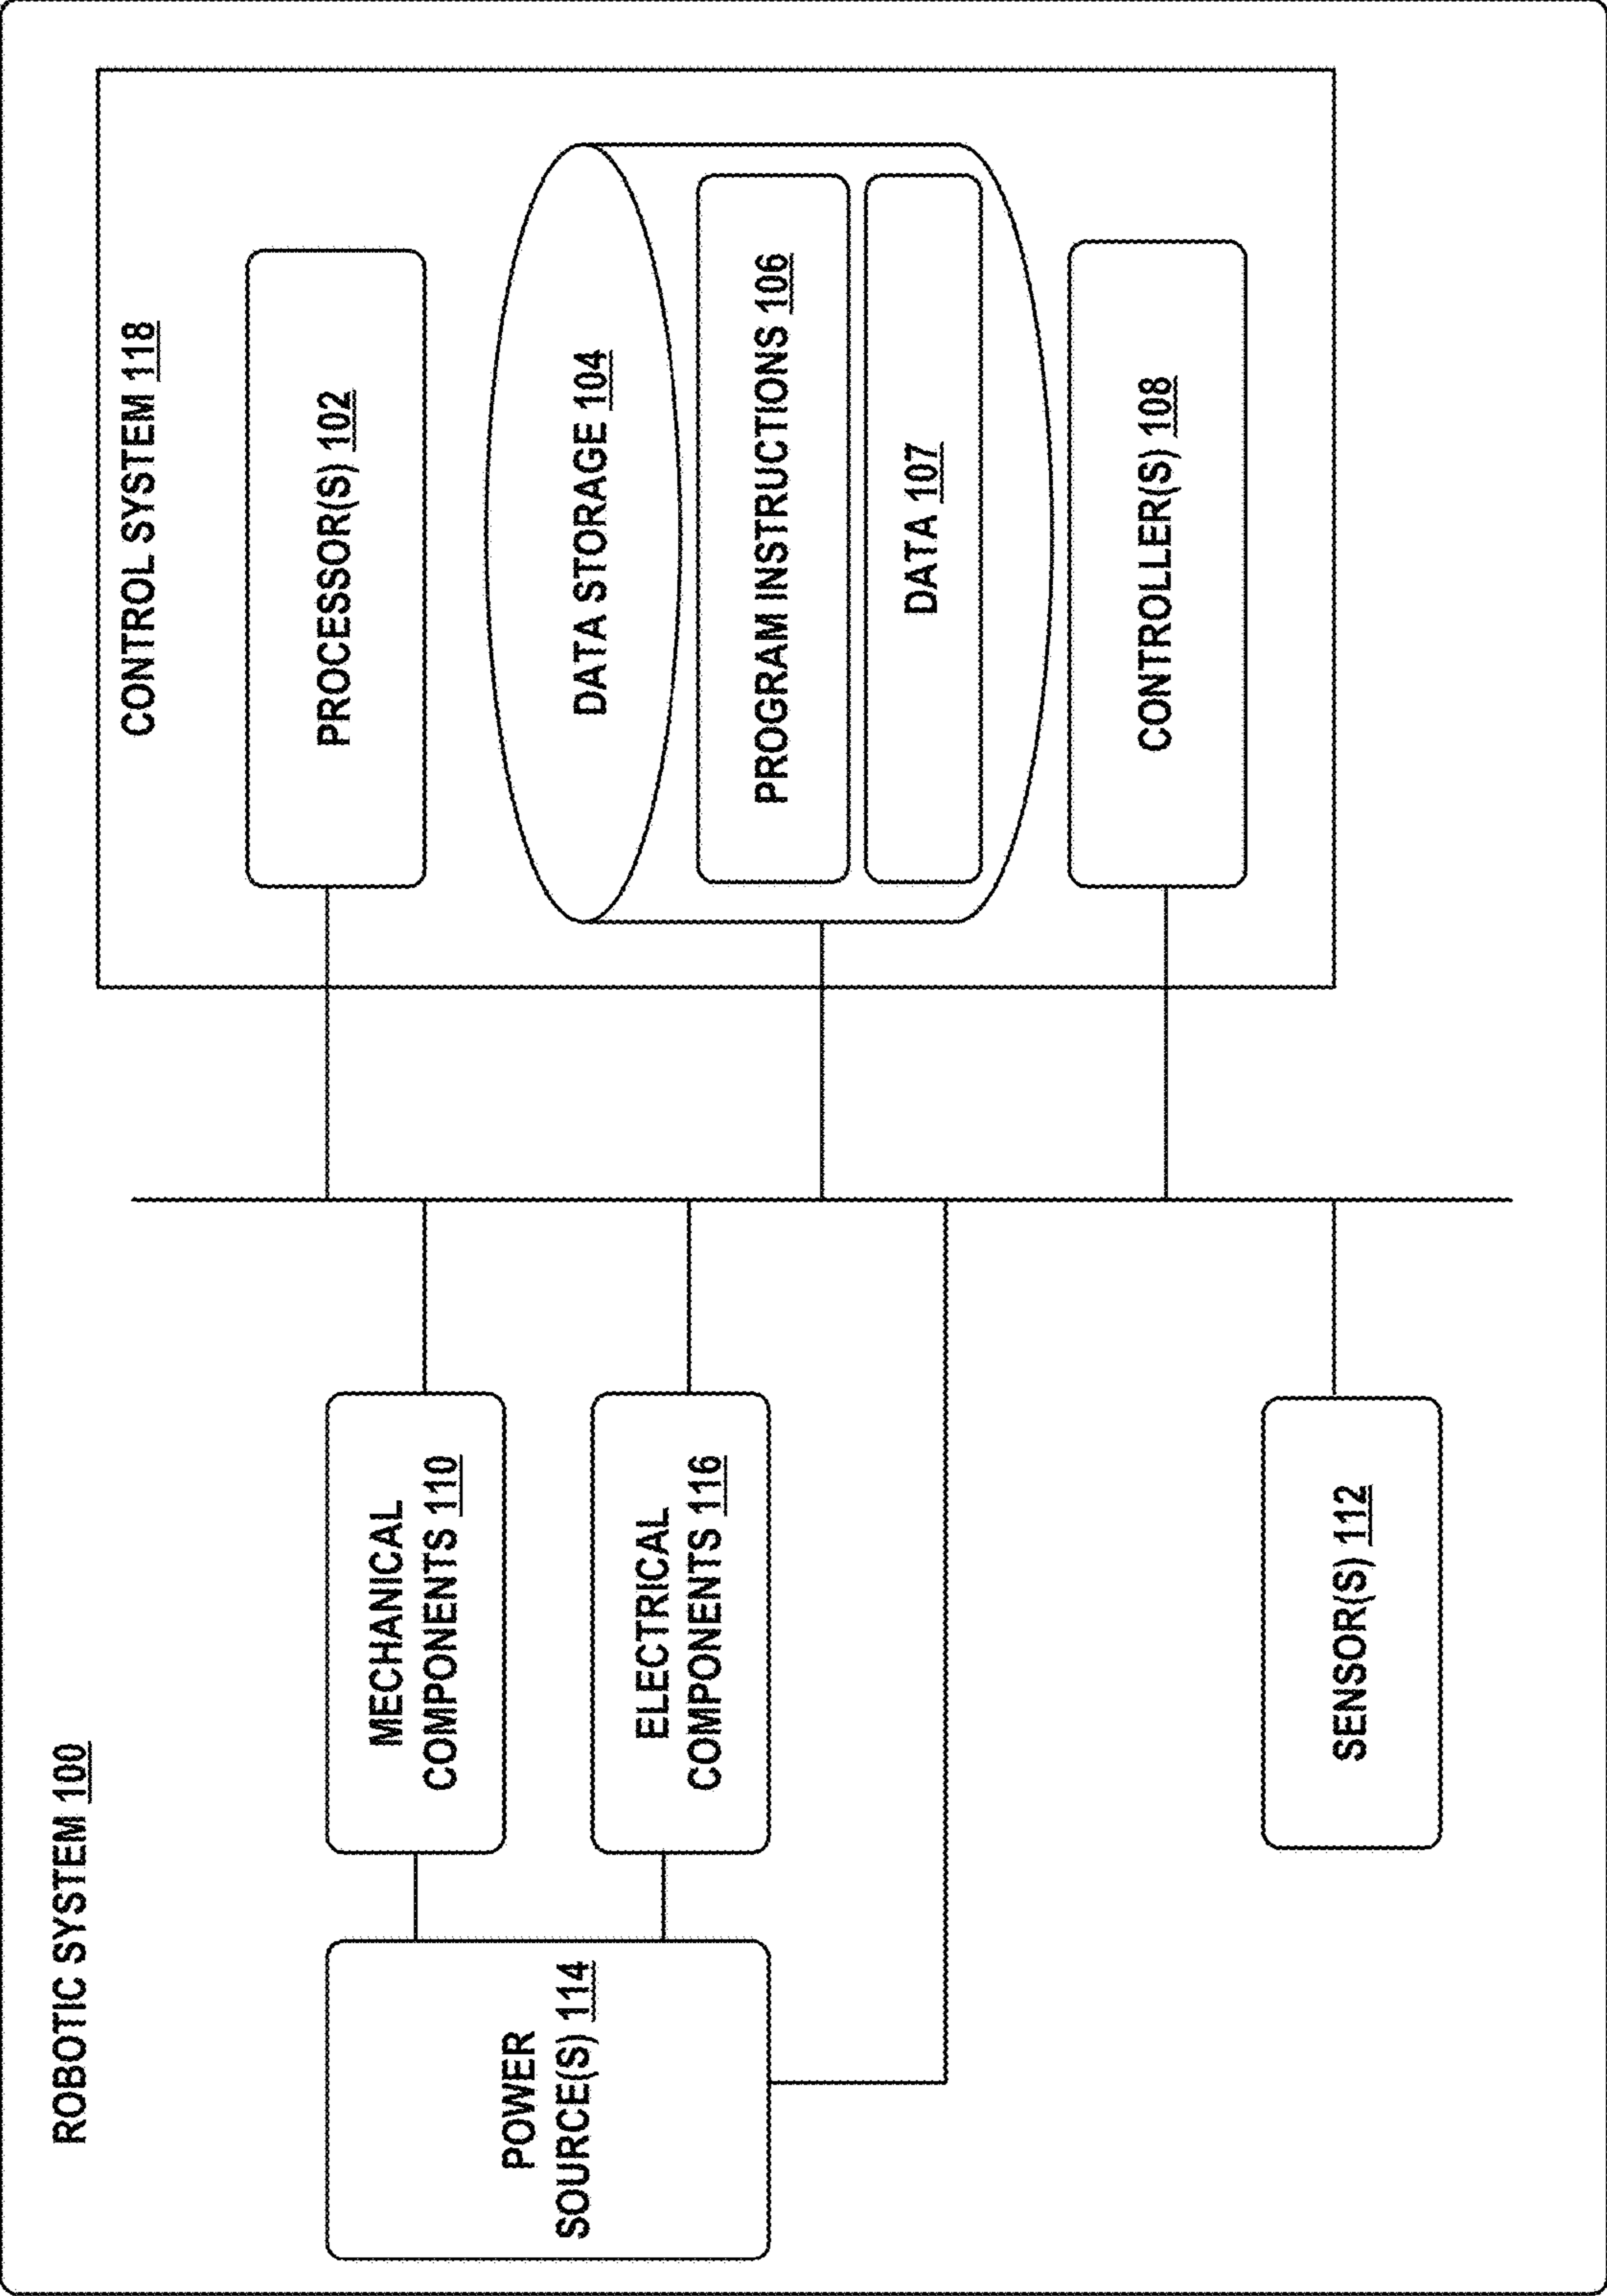 ROBOTIC SYSTEM 100
POWER
SOURCE(S) 114
MECHANICAL
COMPONENTS 110
ELECTRICAL
COMPONENTS 116
SENSOR(S) 112
CONTROL SYSTEM 118
PROCESSOR(S) 102
DATA STORAGE 104
PROGRAM INSTRUCTIONS 106
DATA 107
CONTROLLER(S) 108